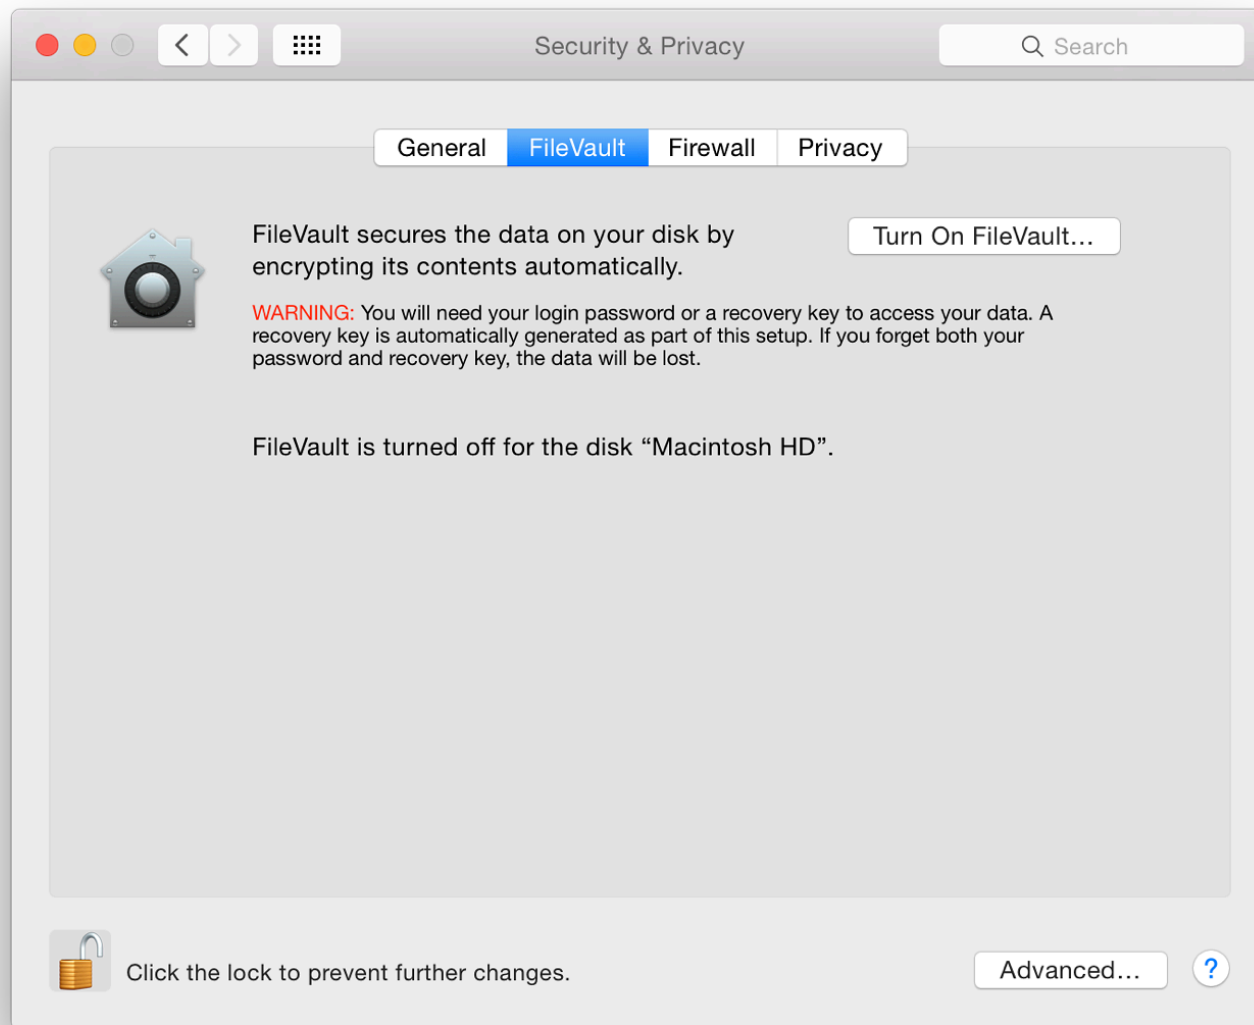 Security & Privacy
Search
General
FileVault
Firewall
Privacy
FileVault secures the data on your disk by
encrypting its contents automatically.
Turn On FileVault...
WARNING: You will need your login password or a recovery key to access your data. A
recovery key is automatically generated as part of this setup. If you forget both your
password and recovery key, the data will be lost.
FileVault is turned off for the disk “Macintosh HD”.
Click the lock to prevent further changes.
Advanced...
?